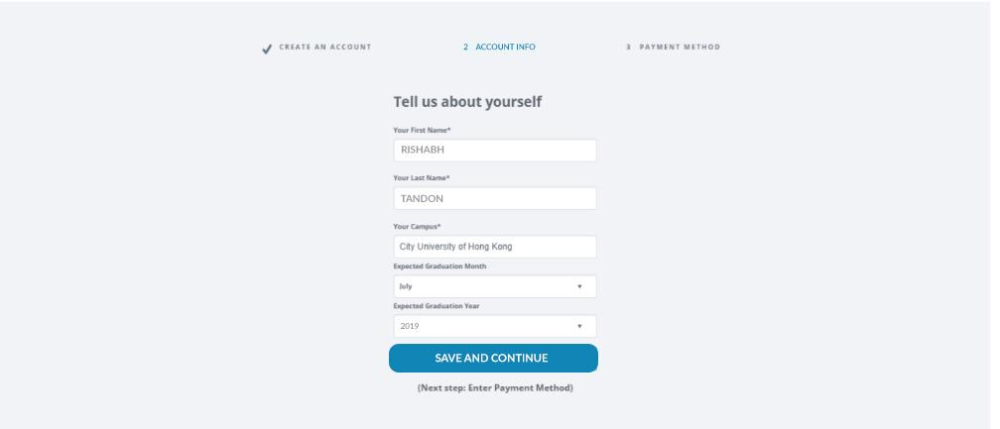 CREATE AN ACCOUNT 2 ACCOUNT INFO 3 PAYMENT METHOD
Tell us about yourself
Your First Name*
RISHABH
Your Last Name*
TANDON
Your Campus*
City University of Hong Kong
Expected Graduation Month
July
Expected Graduation Year
2019
SAVE AND CONTINUE
(Next step: Enter Payment Method)